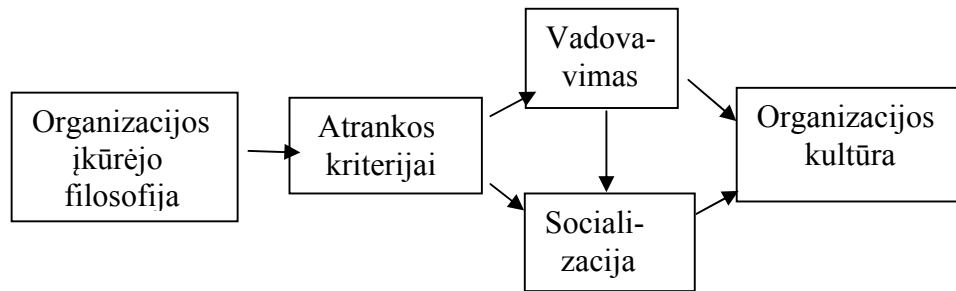 Organizacijos
įkūrėjo
filosofija
Atrankos
kriterijai
Vadova-
vimas
Sociali-
zacija
Organizacijos
kultūra